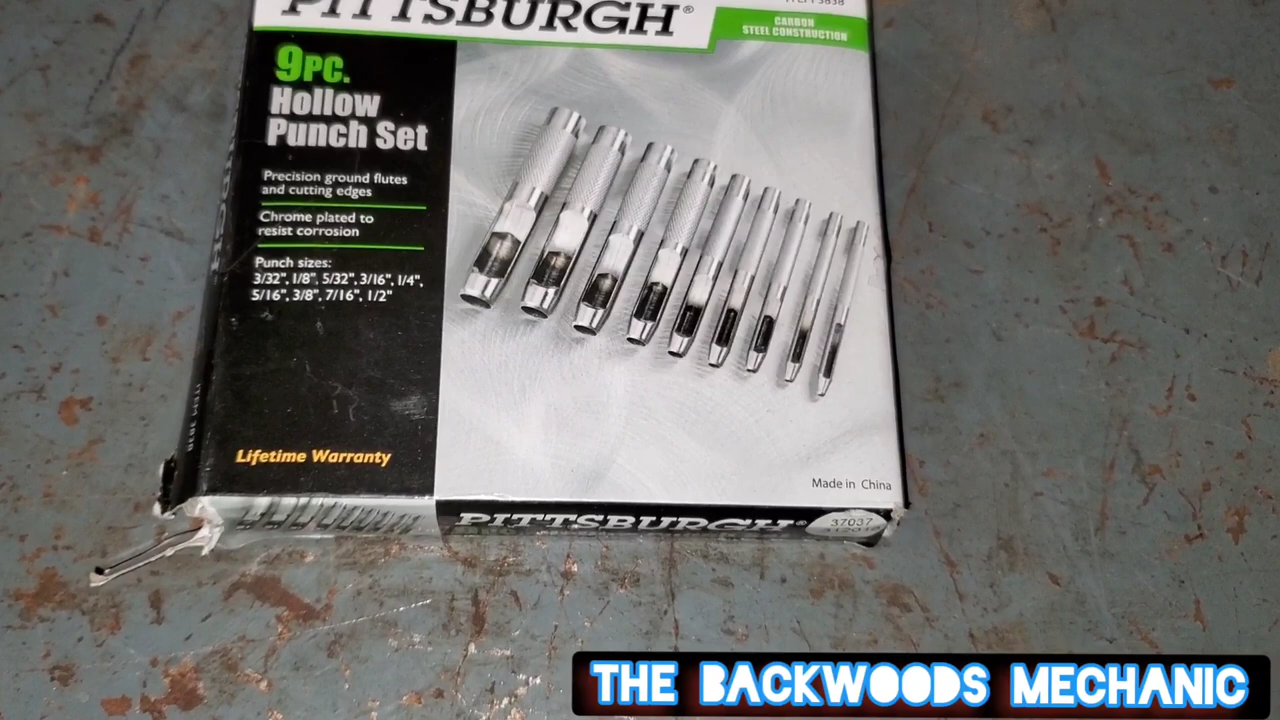 PITTSBURGH®
CARBON
STEEL CONSTRUCTION
9PC.
Hollow
Punch Set
Precision ground flutes
and cutting edges
Chrome plated to
resist corrosion
Punch sizes:
3/32", 1/8", 5/32", 3/16", 1/4",
5/16", 3/8", 7/16", 1/2"
Lifetime Warranty
Made in China
PITTSBURGH®
37037
THE BACKWOODS MECHANIC